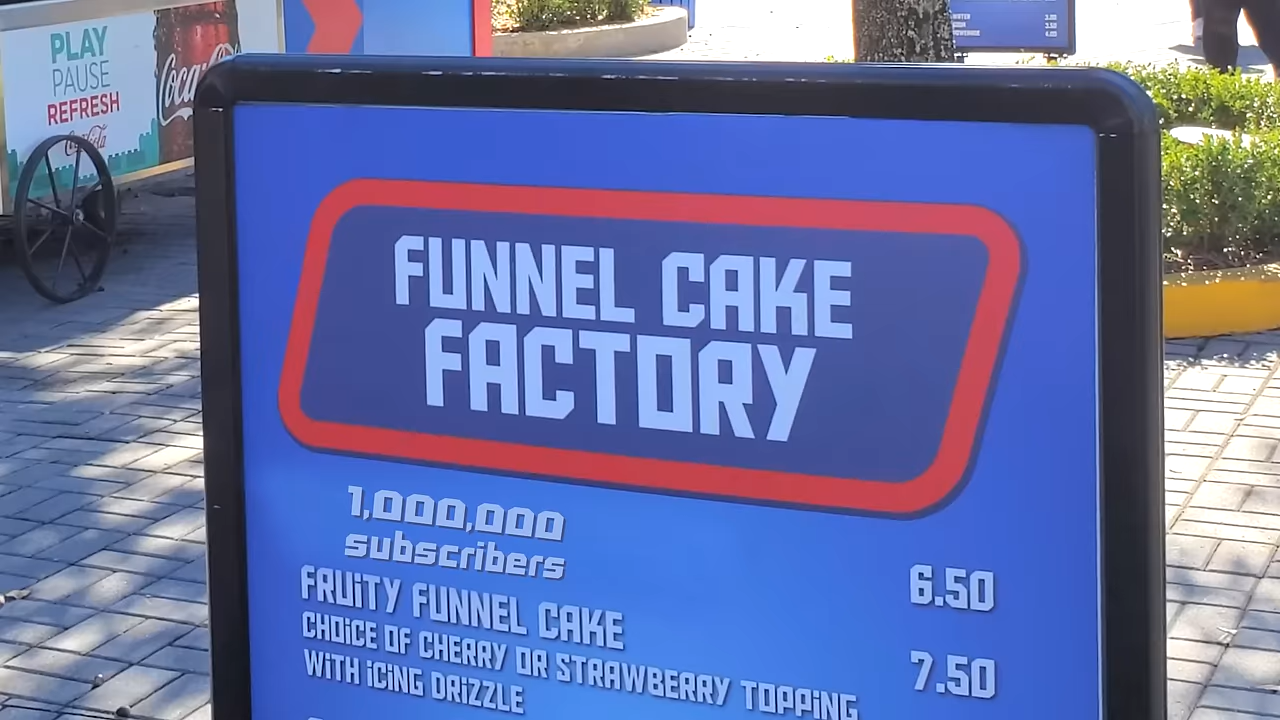 PLAY
PAUSE
REFRESH
Coca-Cola
Coca
FUNNEL CAKE
FACTORY
1,000,000
subscribers
6.50
FRUiTY FUNNEL CAKE
7.50
CHOiCE OF CHERRY OR STRAWBERRY TOPPiNG
WiTH iCiNG DRiZZLE